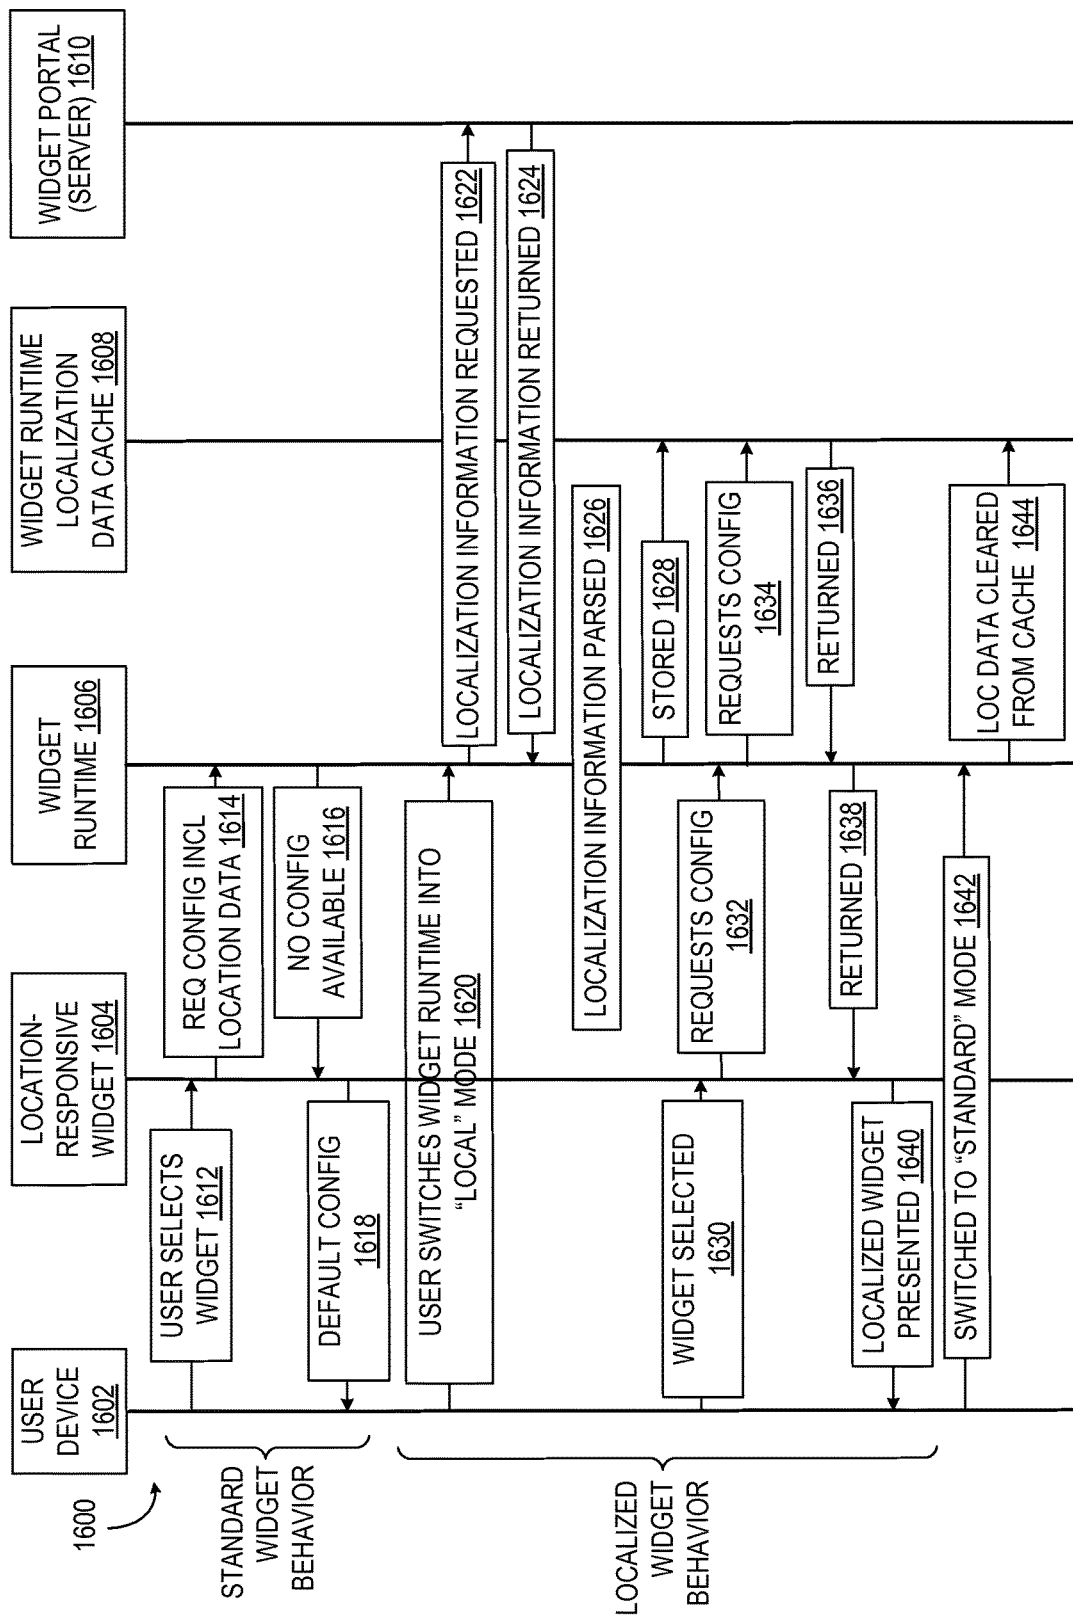 1600
USER
DEVICE
1602
LOCATION-
RESPONSIVE
WIDGET 1604
WIDGET
RUNTIME 1606
WIDGET RUNTIME
LOCALIZATION
DATA CACHE 1608
WIDGET PORTAL
(SERVER) 1610
STANDARD
WIDGET
BEHAVIOR
USER SELECTS
WIDGET 1612
REQ CONFIG INCL
LOCATION DATA 1614
NO CONFIG
AVAILABLE 1616
DEFAULT CONFIG
1618
LOCALIZED
WIDGET
BEHAVIOR
USER SWITCHES WIDGET RUNTIME INTO
“LOCAL” MODE 1620
LOCALIZATION INFORMATION REQUESTED 1622
LOCALIZATION INFORMATION RETURNED 1624
LOCALIZATION INFORMATION PARSED 1626
STORED 1628
WIDGET SELECTED
1630
REQUESTS CONFIG
1632
REQUESTS CONFIG
1634
RETURNED 1636
RETURNED 1638
LOCALIZED WIDGET
PRESENTED 1640
SWITCHED TO “STANDARD” MODE 1642
LOC DATA CLEARED
FROM CACHE 1644